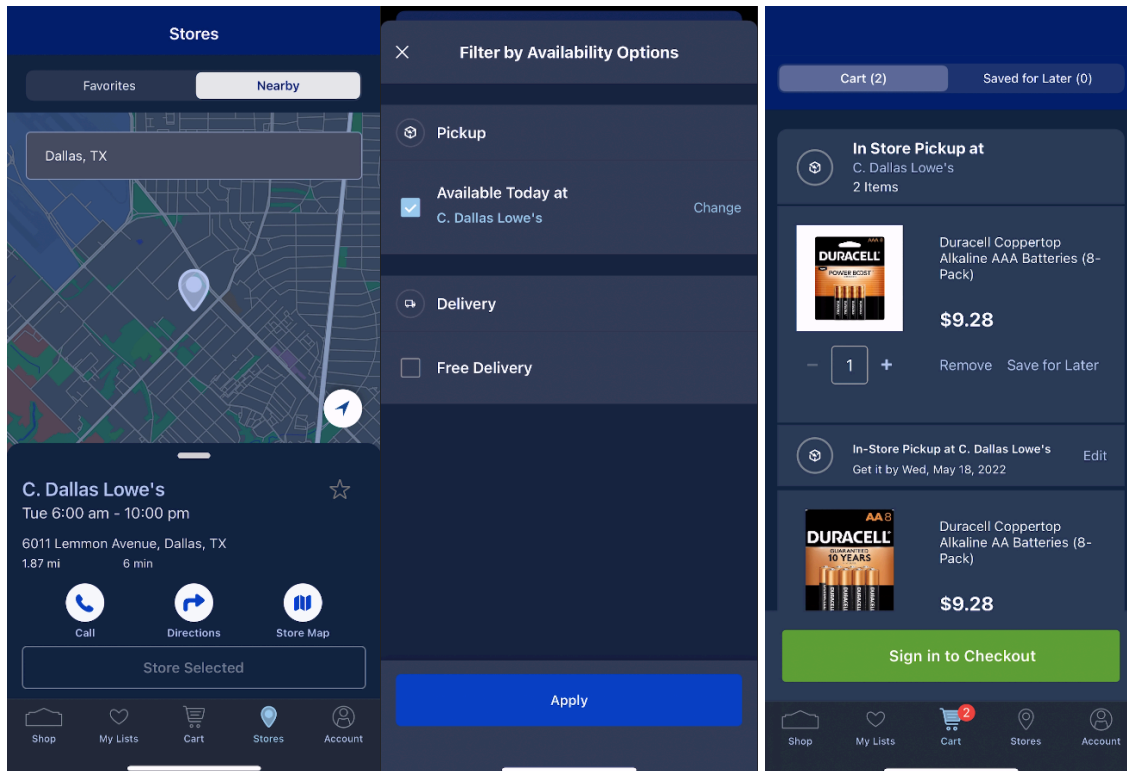 Stores
Favorites
Nearby
Dallas, TX
C. Dallas Lowe's
Tue 6:00 am - 10:00 pm
6011 Lemmon Avenue, Dallas, TX
1.87 mi
6 min
Call
Directions
Store Map
Store Selected
Shop
My Lists
Cart
Stores
Account
Filter by Availability Options
Pickup
Available Today at
C. Dallas Lowe's
Change
Delivery
Free Delivery
Apply
Cart (2)
Saved for Later (0)
In Store Pickup at
C. Dallas Lowe's
2 Items
AAA 8
DURACELL
POWER BOOST
Duracell Coppertop
Alkaline AAA Batteries (8-
Pack)
$9.28
1
Remove
Save for Later
In-Store Pickup at C. Dallas Lowe's
Get it by Wed, May 18, 2022
Edit
AA 8
DURACELL
GUARANTEED
10 YEARS
Duracell Coppertop
Alkaline AA Batteries (8-
Pack)
$9.28
Sign in to Checkout
Shop
My Lists
2
Cart
Stores
Account